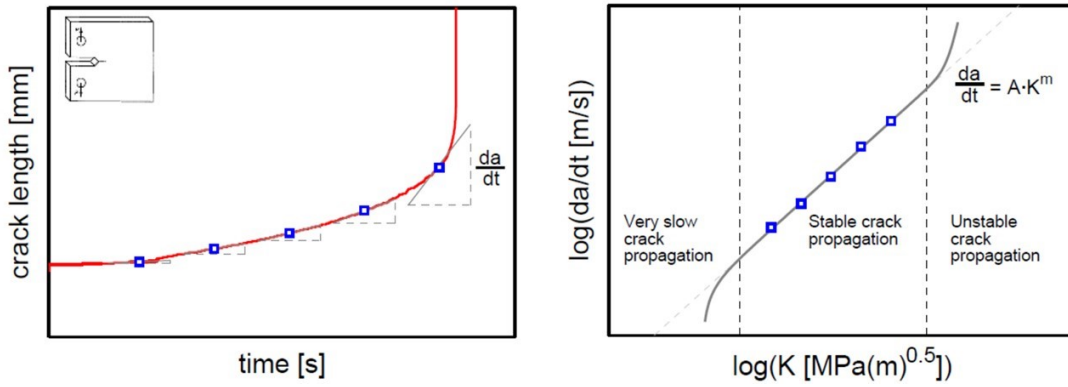 crack length [mm]
time [s]
da
dt
log(da/dt [m/s])
log(K [MPa(m)^0.5])
da
dt = A·K^m
Very slow
crack
propagation
Stable crack
propagation
Unstable
crack
propagation